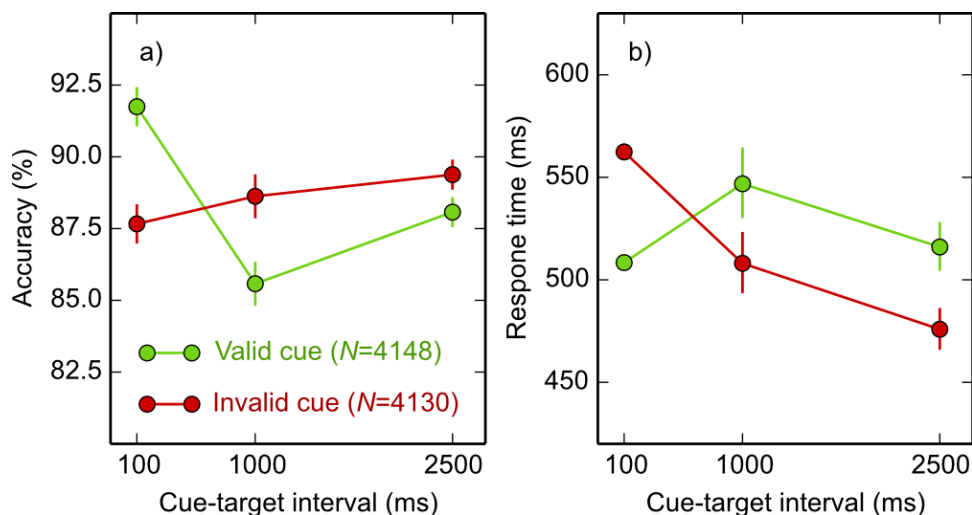 a)
92.5
90.0
87.5
85.0
82.5
Accuracy (%)
Valid cue (N=4148)
Invalid cue (N=4130)
100 1000 2500
Cue-target interval (ms)
b)
600
550
500
450
Respone time (ms)
100 1000 2500
Cue-target interval (ms)